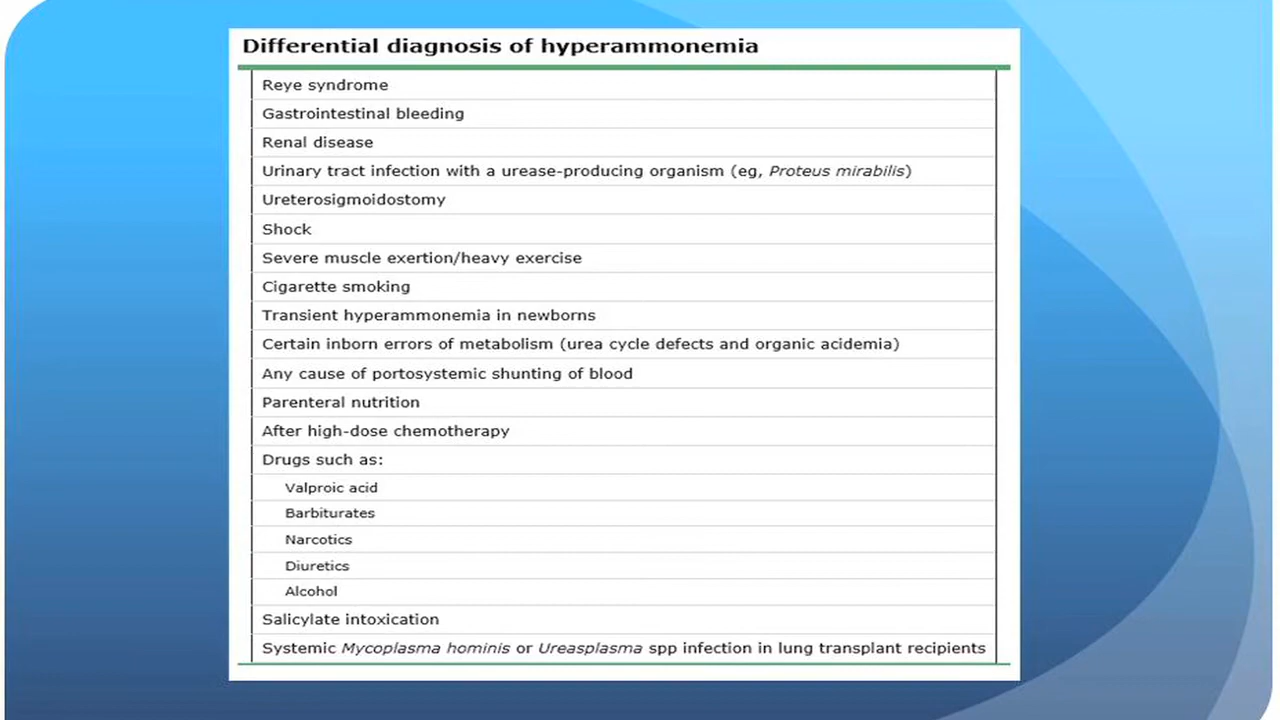 Differential diagnosis of hyperammonemia
Reye syndrome
Gastrointestinal bleeding
Renal disease
Urinary tract infection with a urease-producing organism (eg, Proteus mirabilis)
Ureterosigmoidostomy
Shock
Severe muscle exertion/heavy exercise
Cigarette smoking
Transient hyperammonemia in newborns
Certain inborn errors of metabolism (urea cycle defects and organic acidemia)
Any cause of portosystemic shunting of blood
Parenteral nutrition
After high-dose chemotherapy
Drugs such as:
Valproic acid
Barbiturates
Narcotics
Diuretics
Alcohol
Salicylate intoxication
Systemic Mycoplasma hominis or Ureasplasma spp infection in lung transplant recipients